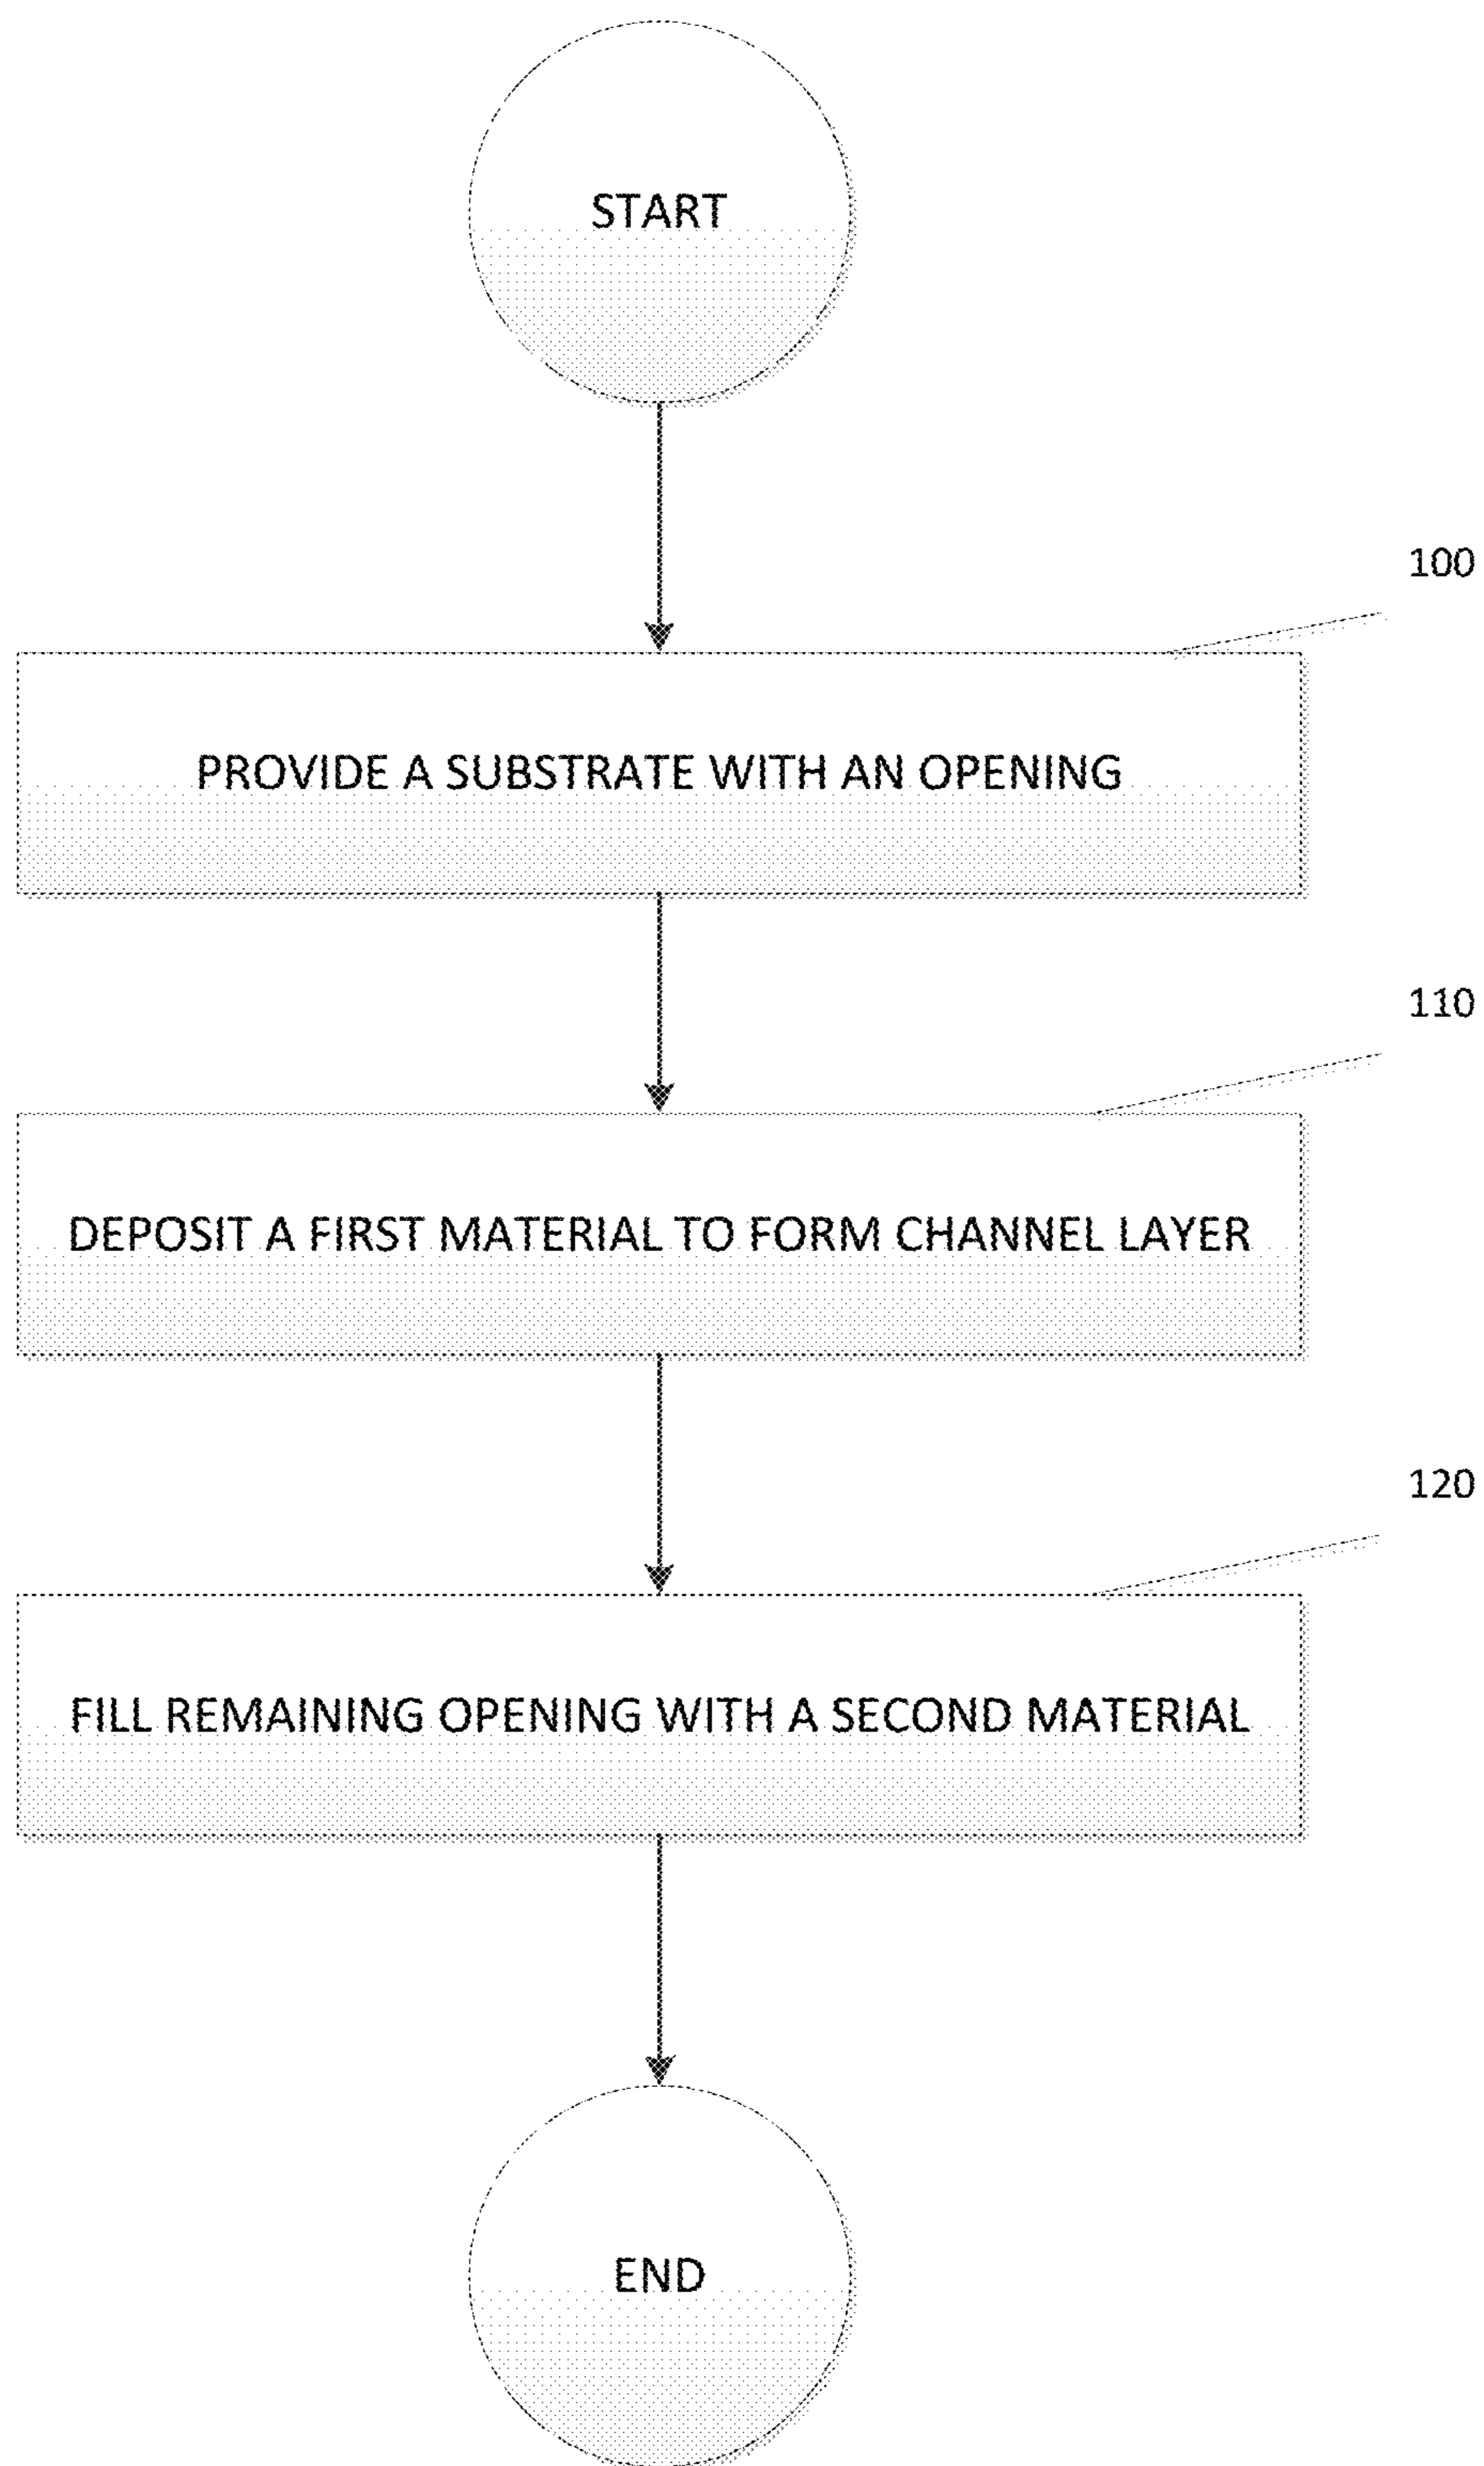 START
100
PROVIDE A SUBSTRATE WITH AN OPENING
110
DEPOSIT A FIRST MATERIAL TO FORM CHANNEL LAYER
120
FILL REMAINING OPENING WITH A SECOND MATERIAL
END